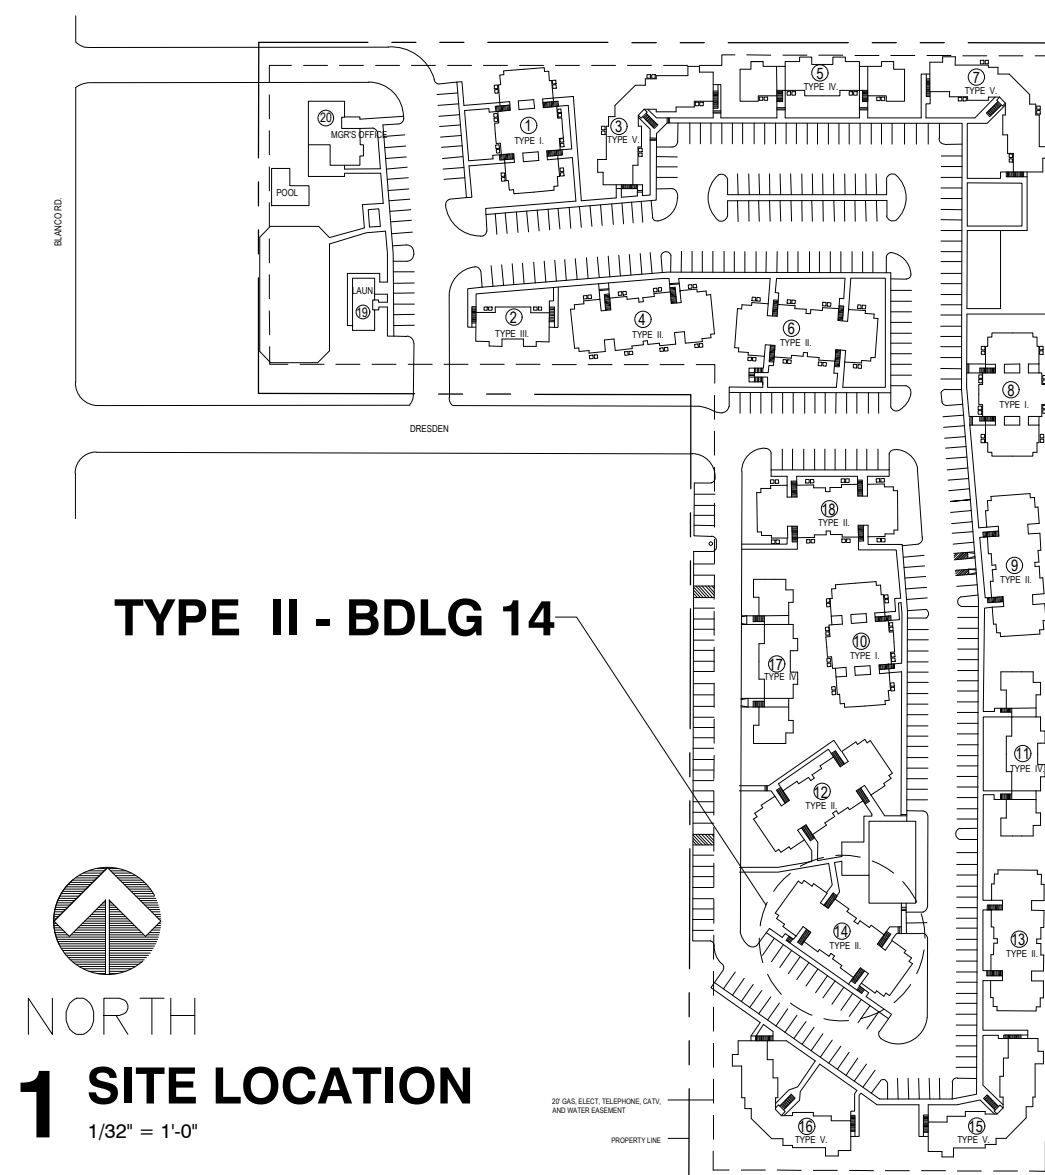 5
TYPE IV.
7
TYPE V.
20
MGR'S OFFICE
1
TYPE I.
3
TYPE V.
POOL
BLANCO RD.
LAUN.
19
2
TYPE III.
4
TYPE II.
6
TYPE II.
8
TYPE I.
DRESDEN
18
TYPE II.
9
TYPE II.
TYPE II - BDLG 14
10
TYPE I.
17
TYPE IV
11
TYPE IV.
12
TYPE II.
14
TYPE II.
13
TYPE II.
NORTH
1 SITE LOCATION
1/32" = 1'-0"
20' GAS, ELECT, TELEPHONE, CATV,
AND WATER EASEMENT
PROPERTY LINE
16
TYPE V.
15
TYPE V.